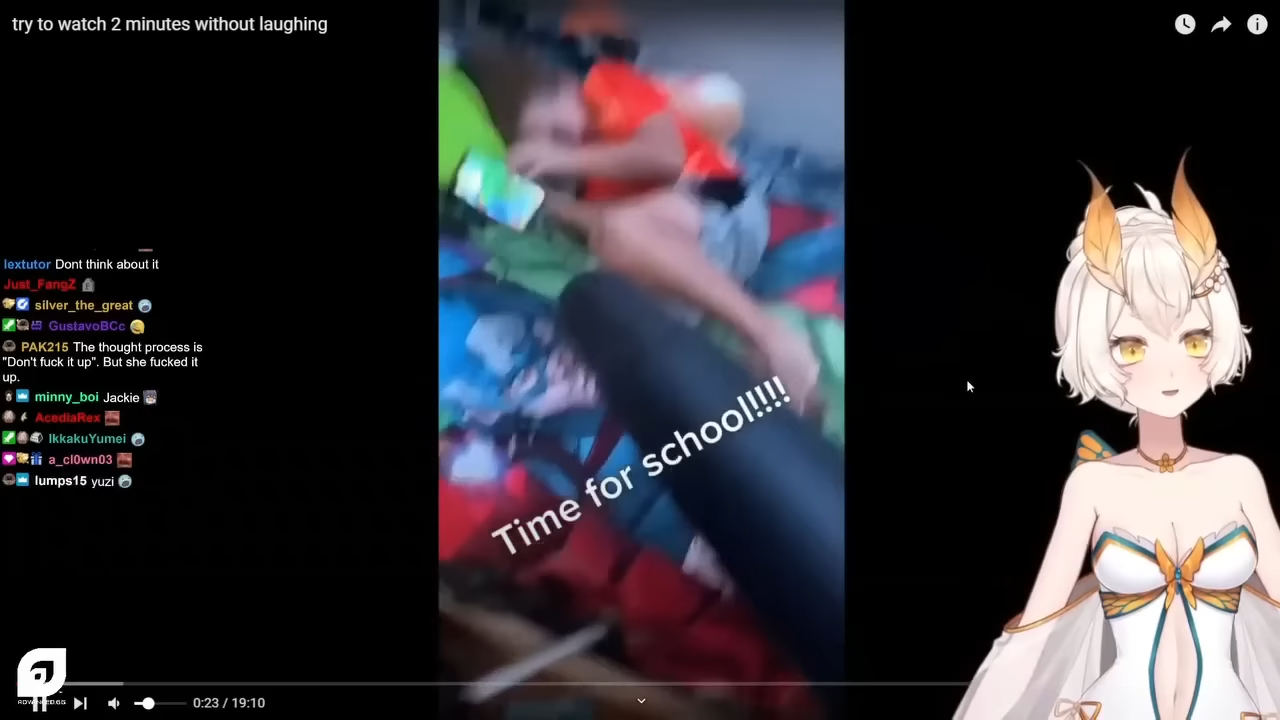 try to watch 2 minutes without laughing
lextutor Dont think about it
Just_FangZ
silver_the_great
GustavoBCc
PAK215 The thought process is
"Don't fuck it up". But she fucked it
up.
minny_boi Jackie
AcediaRex
IkkakuYumei
a_cl0wn03
lumps15 yuzi
Time for school!!!!
0:23 / 19:10